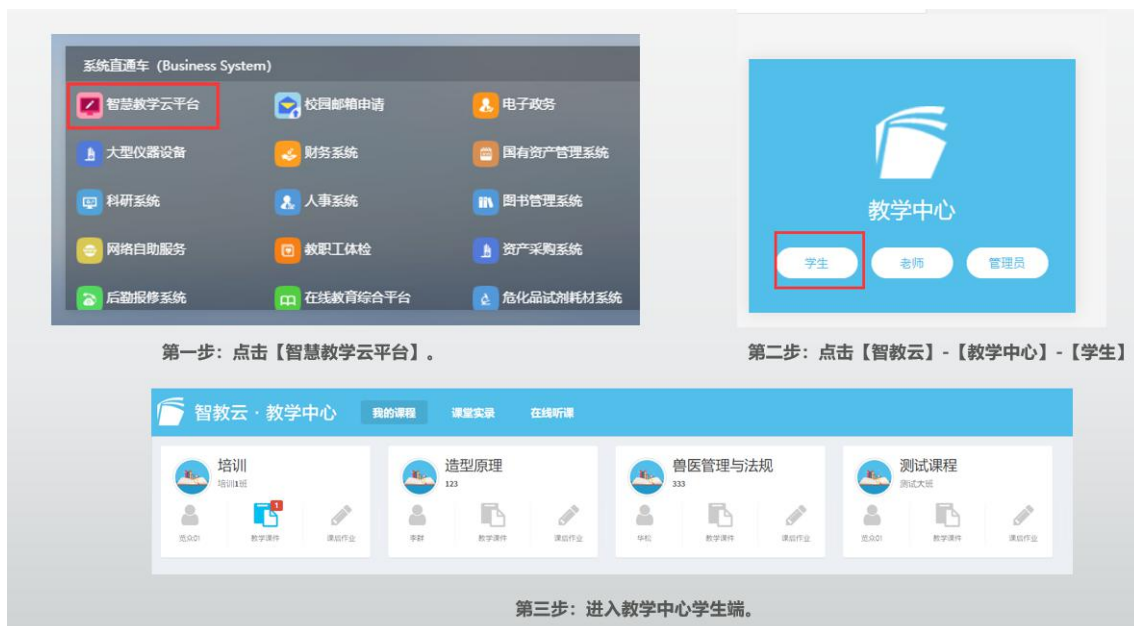 系统直通车 (Business System)
智慧教学云平台
校园邮箱申请
电子政务
大型仪器设备
财务系统
国有资产管理系统
科研系统
人事系统
图书管理系统
网络自助服务
教职工体检
资产采购系统
后勤报修系统
在线教育综合平台
危化品试剂耗材系统
教学中心
学生
老师
管理员
第一步：点击【智慧教学云平台】。
第二步：点击【智教云】-【教学中心】-【学生】
智教云·教学中心
我的课程
课堂实录
在线听课
培训
培训1班
1
览众01
教学课件
课后作业
造型原理
123
李群
教学课件
课后作业
兽医管理与法规
333
华松
教学课件
课后作业
测试课程
测试大班
览众01
教学课件
课后作业
第三步：进入教学中心学生端。